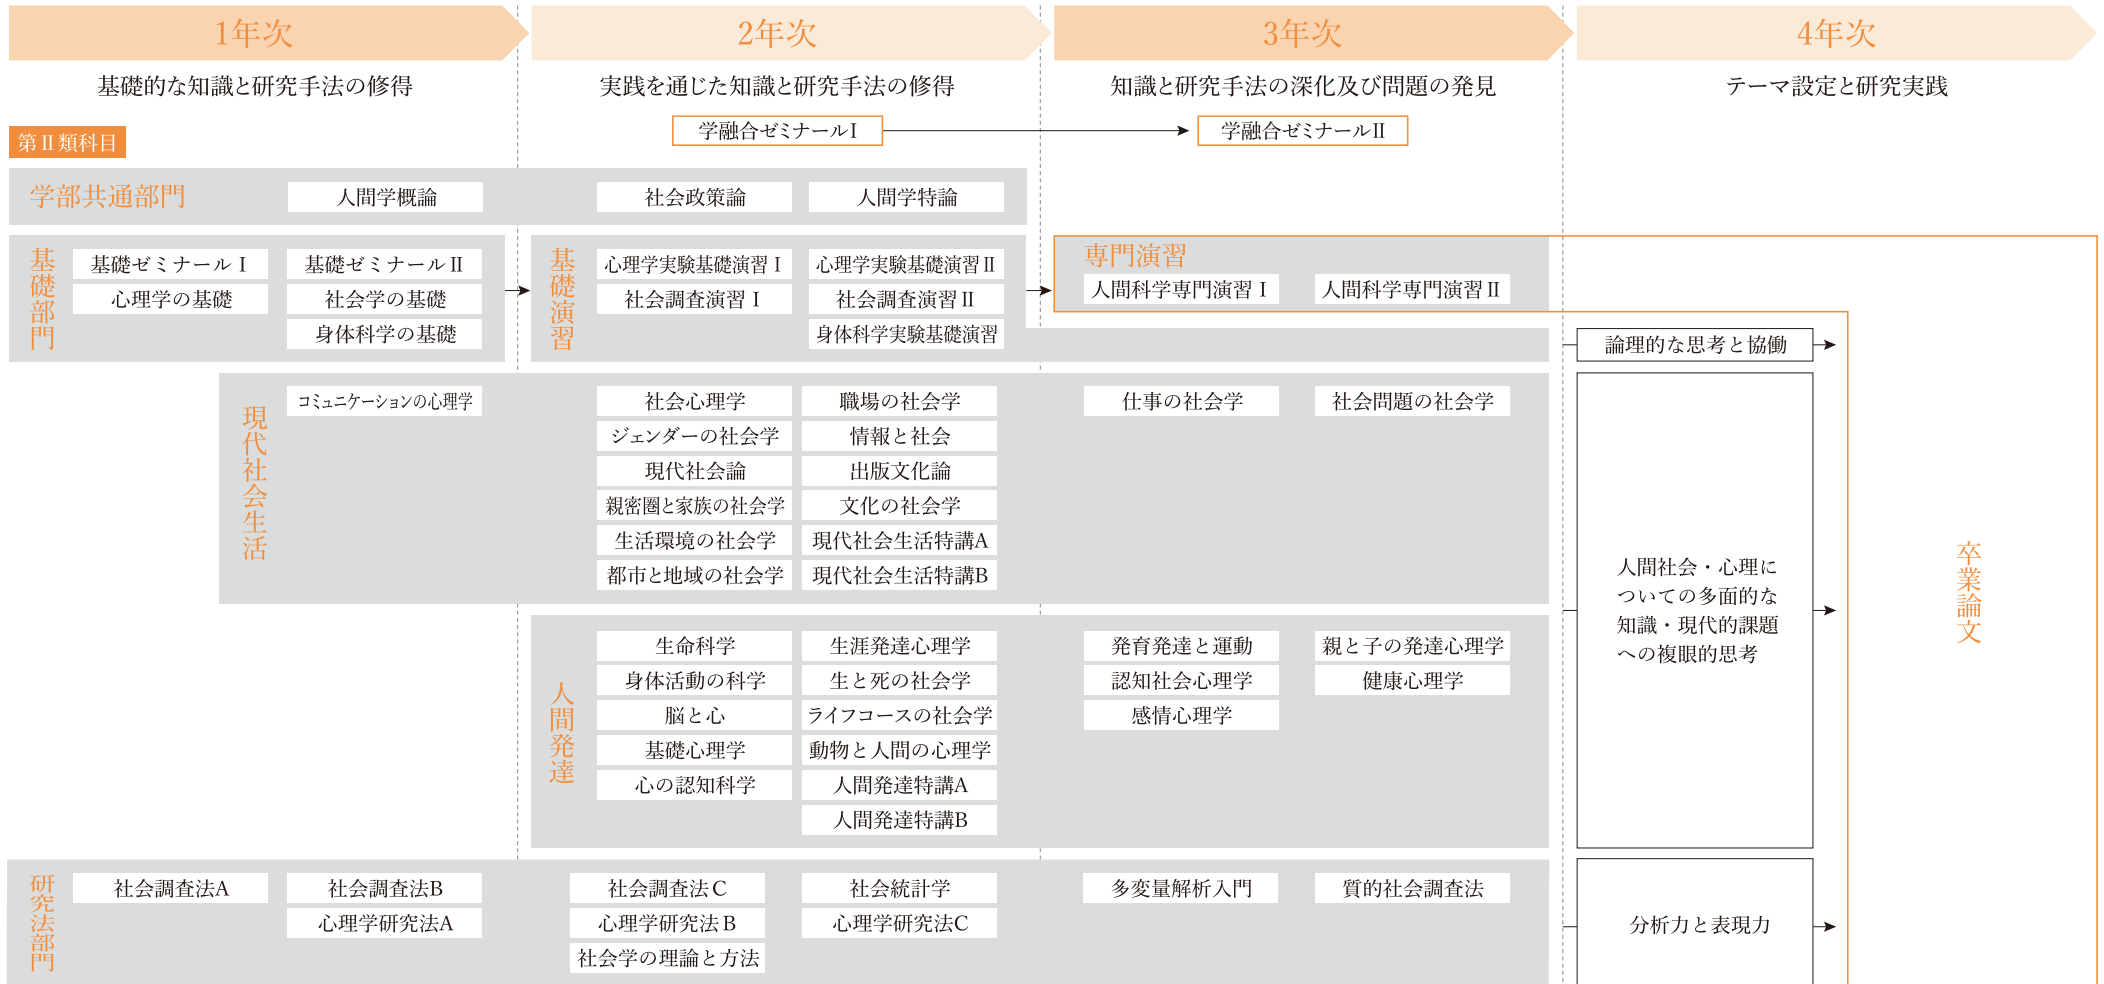 1年次
2年次
3年次
4年次
基礎的な知識と研究手法の修得
実践を通じた知識と研究手法の修得
知識と研究手法の深化及び問題の発見
テーマ設定と研究実践
学融合ゼミナールⅠ
学融合ゼミナールⅡ
第Ⅱ類科目
学部共通部門
人間学概論
社会政策論
人間学特論
基礎部門
基礎ゼミナールⅠ
基礎ゼミナールⅡ
心理学の基礎
社会学の基礎
身体科学の基礎
基礎演習
心理学実験基礎演習Ⅰ
心理学実験基礎演習Ⅱ
社会調査演習Ⅰ
社会調査演習Ⅱ
身体科学実験基礎演習
専門演習
人間科学専門演習Ⅰ
人間科学専門演習Ⅱ
論理的な思考と協働
現代社会生活
コミュニケーションの心理学
社会心理学
職場の社会学
ジェンダーの社会学
情報と社会
現代社会論
出版文化論
親密圏と家族の社会学
文化の社会学
生活環境の社会学
現代社会生活特講A
都市と地域の社会学
現代社会生活特講B
仕事の社会学
社会問題の社会学
人間発達
生命科学
生涯発達心理学
身体活動の科学
生と死の社会学
脳と心
ライフコースの社会学
基礎心理学
動物と人間の心理学
心の認知科学
人間発達特講A
人間発達特講B
発育発達と運動
親と子の発達心理学
認知社会心理学
健康心理学
感情心理学
人間社会・心理に
ついての多面的な
知識・現代的課題
への複眼的思考
卒業論文
研究法部門
社会調査法A
社会調査法B
心理学研究法A
社会調査法C
社会統計学
心理学研究法B
心理学研究法C
社会学の理論と方法
多変量解析入門
質的社会調査法
分析力と表現力